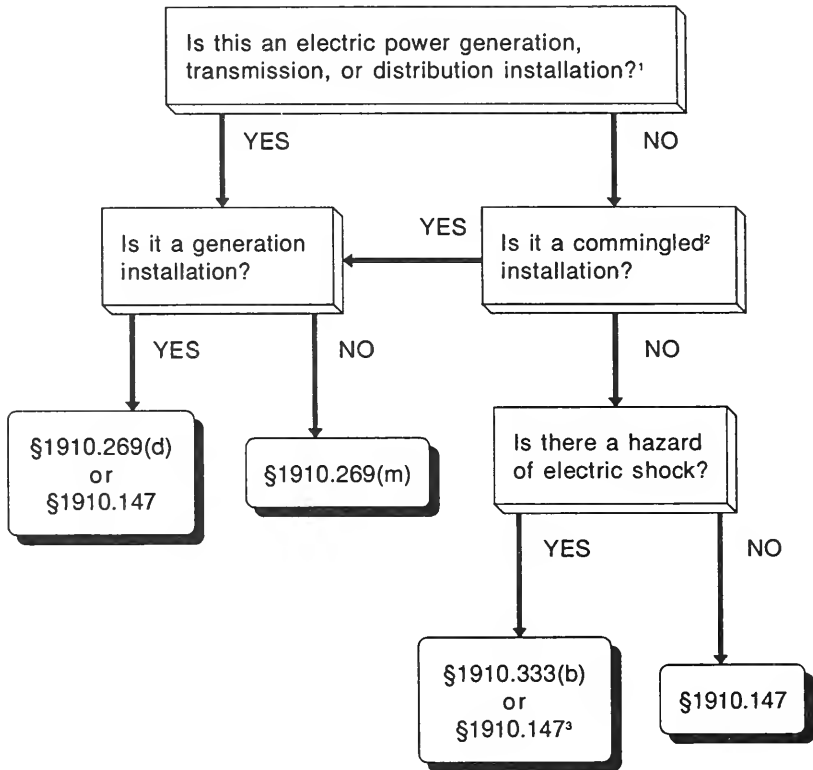 Is this an electric power generation,
transmission, or distribution installation?¹
YES
NO
Is it a generation
installation?
YES
Is it a commingled²
installation?
YES
NO
NO
§1910.269(d)
or
§1910.147
§1910.269(m)
Is there a hazard
of electric shock?
YES
NO
§1910.333(b)
or
§1910.147³
§1910.147